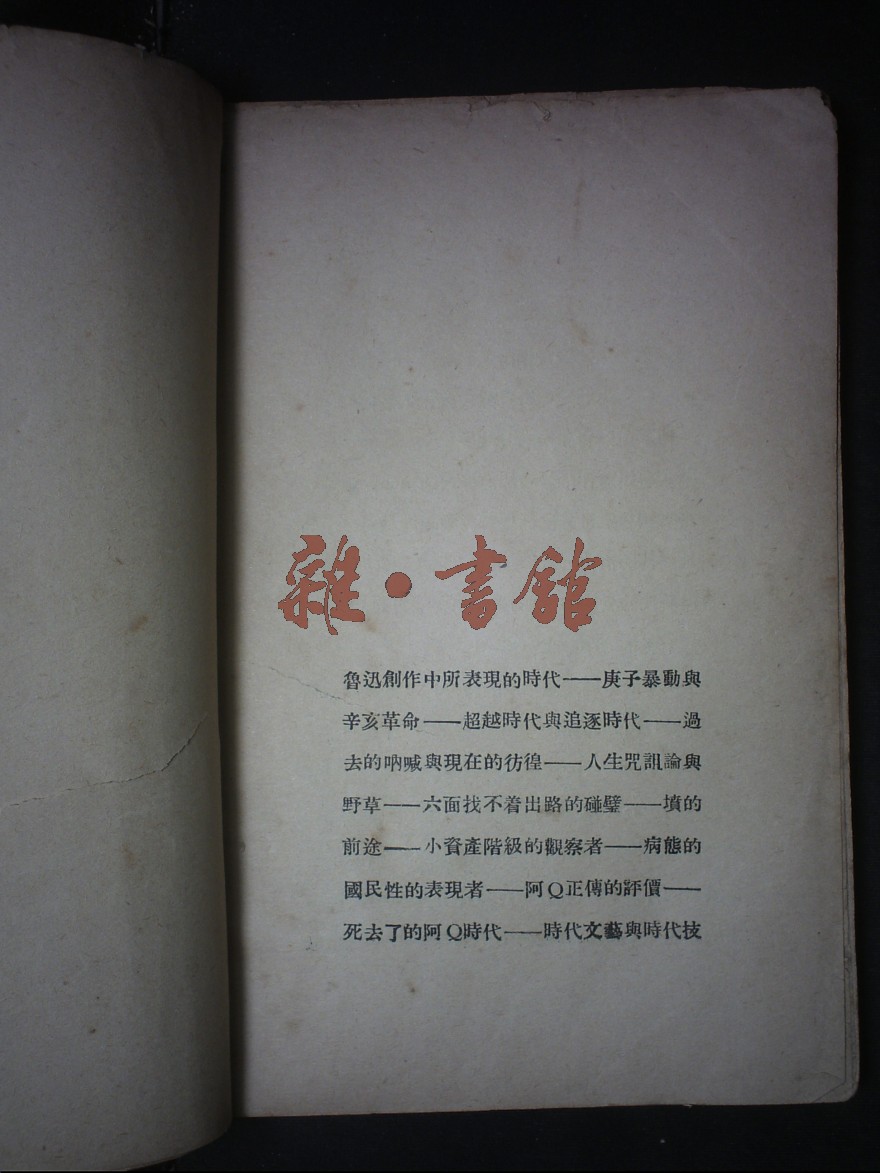 雜·書館
魯迅創作中所表現的時代——庚子暴動與
辛亥革命——超越時代與追逐時代——過
去的吶喊與現在的彷徨——人生咒詛論與
野草——六面找不着出路的碰壁——墳的
前途——小資產階級的觀察者——病態的
國民性的表現者——阿Q正傳的評價——
死去了的阿Q時代——時代文藝與時代技